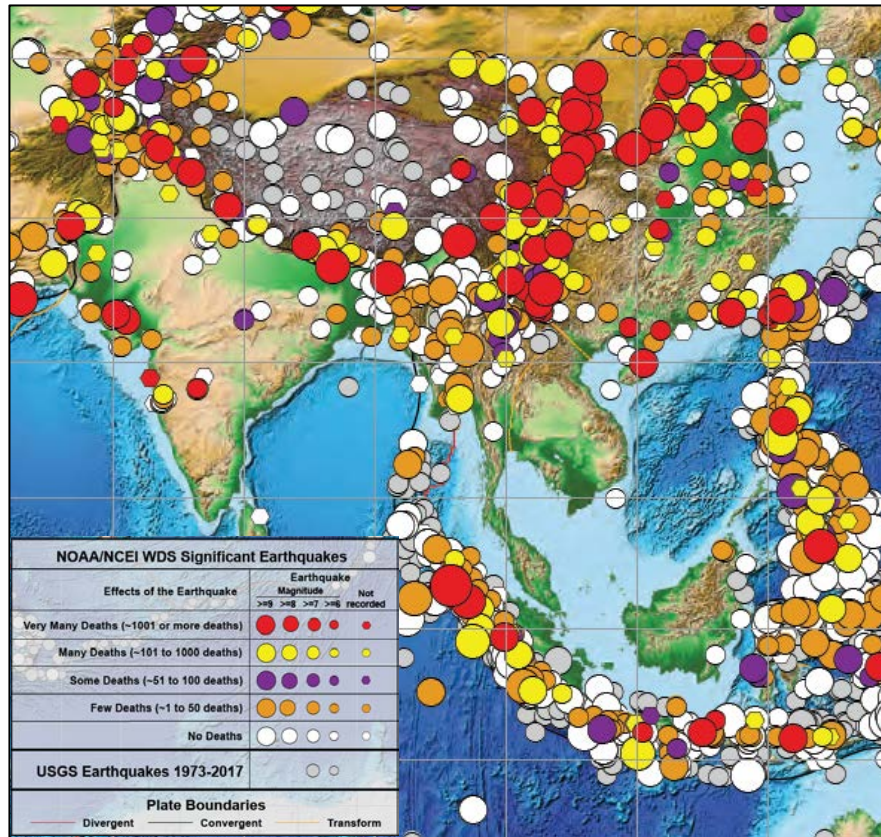 NOAA/NCEI WDS Significant Earthquakes
Effects of the Earthquake
Earthquake
Magnitude
Not
recorded
>=9 >=8 >=7 >=6
Very Many Deaths (~1001 or more deaths)
Many Deaths (~101 to 1000 deaths)
Some Deaths (~51 to 100 deaths)
Few Deaths (~1 to 50 deaths)
No Deaths
USGS Earthquakes 1973-2017
Plate Boundaries
Divergent Convergent Transform